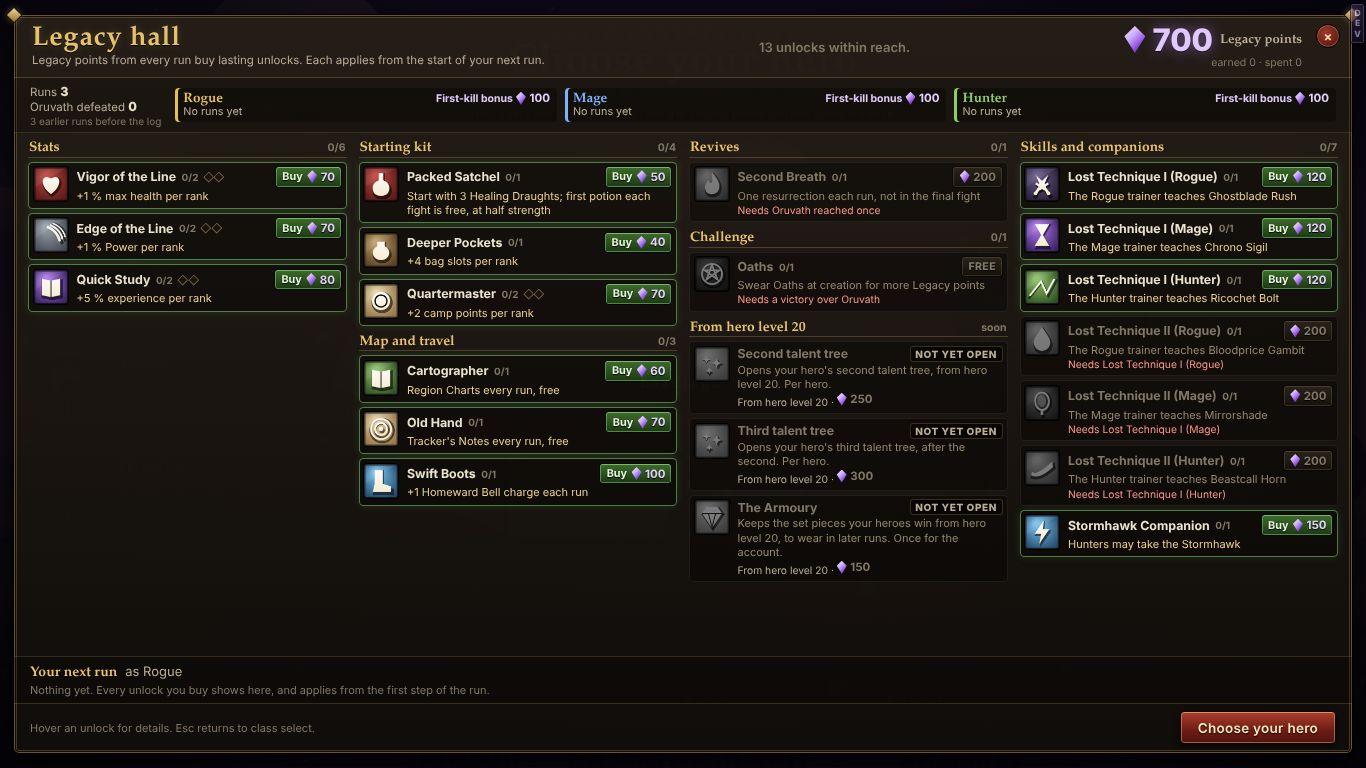 Legacy hall
Legacy points from every run buy lasting unlocks. Each applies from the start of your next run.
13 unlocks within reach.
700 Legacy points
earned 0 · spent 0
×
DEV
Runs 3
Oruvath defeated 0
3 earlier runs before the log
Rogue
No runs yet
First-kill bonus 100
Mage
No runs yet
First-kill bonus 100
Hunter
No runs yet
First-kill bonus 100
Stats 0/6
Vigor of the Line 0/2 Buy 70
+1 % max health per rank
Edge of the Line 0/2 Buy 70
+1 % Power per rank
Quick Study 0/2 Buy 80
+5 % experience per rank
Starting kit 0/4
Packed Satchel 0/1 Buy 50
Start with 3 Healing Draughts; first potion each
fight is free, at half strength
Deeper Pockets 0/1 Buy 40
+4 bag slots per rank
Quartermaster 0/2 Buy 70
+2 camp points per rank
Map and travel 0/3
Cartographer 0/1 Buy 60
Region Charts every run, free
Old Hand 0/1 Buy 70
Tracker's Notes every run, free
Swift Boots 0/1 Buy 100
+1 Homeward Bell charge each run
Revives 0/1
Second Breath 0/1 200
One resurrection each run, not in the final fight
Needs Oruvath reached once
Challenge 0/1
Oaths 0/1 FREE
Swear Oaths at creation for more Legacy points
Needs a victory over Oruvath
From hero level 20 soon
Second talent tree NOT YET OPEN
Opens your hero's second talent tree, from hero
level 20. Per hero.
From hero level 20 · 250
Third talent tree NOT YET OPEN
Opens your hero's third talent tree, after the
second. Per hero.
From hero level 20 · 300
The Armoury NOT YET OPEN
Keeps the set pieces your heroes win from hero
level 20, to wear in later runs. Once for the
account.
From hero level 20 · 150
Skills and companions 0/7
Lost Technique I (Rogue) 0/1 Buy 120
The Rogue trainer teaches Ghostblade Rush
Lost Technique I (Mage) 0/1 Buy 120
The Mage trainer teaches Chrono Sigil
Lost Technique I (Hunter) 0/1 Buy 120
The Hunter trainer teaches Ricochet Bolt
Lost Technique II (Rogue) 0/1 200
The Rogue trainer teaches Bloodprice Gambit
Needs Lost Technique I (Rogue)
Lost Technique II (Mage) 0/1 200
The Mage trainer teaches Mirrorshade
Needs Lost Technique I (Mage)
Lost Technique II (Hunter) 0/1 200
The Hunter trainer teaches Beastcall Horn
Needs Lost Technique I (Hunter)
Stormhawk Companion 0/1 Buy 150
Hunters may take the Stormhawk
Your next run as Rogue
Nothing yet. Every unlock you buy shows here, and applies from the first step of the run.
Hover an unlock for details. Esc returns to class select.
Choose your hero